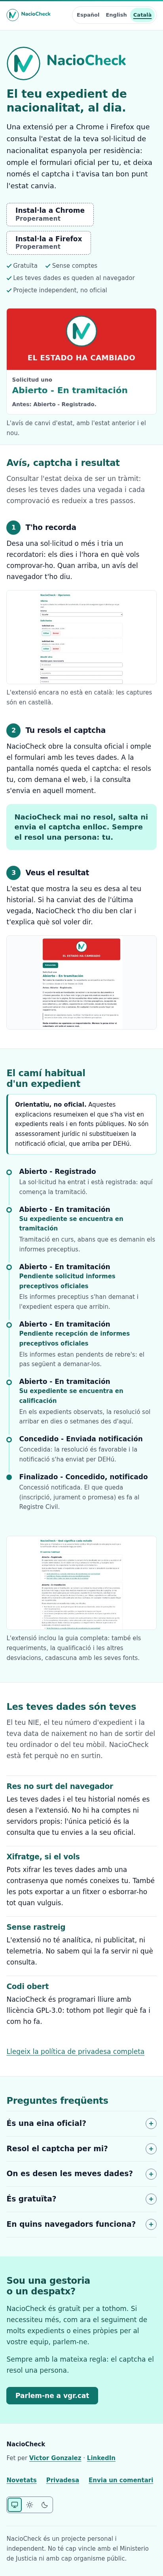 NacioCheck
Español English Català
NacioCheck
El teu expedient de
nacionalitat, al dia.
Una extensió per a Chrome i Firefox que
consulta l'estat de la teva sol·licitud de
nacionalitat espanyola per residència:
omple el formulari oficial per tu, et deixa
només el captcha i t'avisa tan bon punt
l'estat canvia.
Instal·la a Chrome
Properament
Instal·la a Firefox
Properament
Gratuïta Sense comptes
Les teves dades es queden al navegador
Projecte independent, no oficial
EL ESTADO HA CAMBIADO
Solicitud uno
Abierto - En tramitación
Antes: Abierto - Registrado.
L'avís de canvi d'estat, amb l'estat anterior i el
nou.
Avís, captcha i resultat
Consultar l'estat deixa de ser un tràmit:
deses les teves dades una vegada i cada
comprovació es redueix a tres passos.
1 T'ho recorda
Desa una sol·licitud o més i tria un
recordatori: els dies i l'hora en què vols
comprovar-ho. Quan arriba, un avís del
navegador t'ho diu.
L'extensió encara no està en català: les captures
són en castellà.
2 Tu resols el captcha
NacioCheck obre la consulta oficial i omple
el formulari amb les teves dades. A la
pantalla només queda el captcha: el resols
tu, com demana el web, i la consulta
s'envia en aquell moment.
NacioCheck mai no resol, salta ni
envia el captcha enlloc. Sempre
el resol una persona: tu.
3 Veus el resultat
L'estat que mostra la seu es desa al teu
historial. Si ha canviat des de l'última
vegada, NacioCheck t'ho diu ben clar i
t'explica què sol voler dir.
EL ESTADO HA CAMBIADO
Abierto - En tramitación
El camí habitual
d'un expedient
Orientatiu, no oficial. Aquestes
explicacions resumeixen el que s'ha vist en
expedients reals i en fonts públiques. No són
assessorament jurídic ni substitueixen la
notificació oficial, que arriba per DEHú.
Abierto - Registrado
La sol·licitud ha entrat i està registrada: aquí
comença la tramitació.
Abierto - En tramitación
Su expediente se encuentra en
tramitación
Tramitació en curs, abans que es demanin els
informes preceptius.
Abierto - En tramitación
Pendiente solicitud informes
preceptivos oficiales
Els informes preceptius s'han demanat i
l'expedient espera que arribin.
Abierto - En tramitación
Pendiente recepción de informes
preceptivos oficiales
Els informes estan pendents de rebre's: el
pas següent a demanar-los.
Abierto - En tramitación
Su expediente se encuentra en
calificación
En els expedients observats, la resolució sol
arribar en dies o setmanes des d'aquí.
Concedido - Enviada notificación
Concedida: la resolució és favorable i la
notificació s'ha enviat per DEHú.
Finalizado - Concedido, notificado
Concessió notificada. El que queda
(inscripció, jurament o promesa) es fa al
Registre Civil.
L'extensió inclou la guia completa: també els
requeriments, la qualificació i les altres
dessviacions, cadascuna amb les seves fonts.
Les teves dades són teves
El teu NIE, el teu número d'expedient i la
teva data de naixement no han de sortir del
teu ordinador o del teu mòbil. NacioCheck
està fet perquè no en surtin.
Res no surt del navegador
Les teves dades i el teu historial només es
desen a l'extensió. No hi ha comptes ni
servidors propis: l'única petició és la
consulta que tu envies a la seu oficial.
Xifratge, si el vols
Pots xifrar les teves dades amb una
contrasenya que només coneixes tu. També
les pots exportar a un fitxer o esborrar-ho
tot quan vulguis.
Sense rastreig
L'extensió no té analítica, ni publicitat, ni
telemetria. No sabem qui la fa servir ni què
consulta.
Codi obert
NacioCheck és programari lliure amb
llicència GPL-3.0: tothom pot llegir què fa i
com ho fa.
Llegeix la política de privadesa completa
Preguntes freqüents
És una eina oficial?
Resol el captcha per mi?
On es desen les meves dades?
És gratuïta?
En quins navegadors funciona?
Sou una gestoria
o un despatx?
NacioCheck és gratuït per a tothom. Si
necessiteu més, com ara el seguiment de
molts expedients o eines pròpies per al
vostre equip, parlem-ne.
Sempre amb la mateixa regla: el captcha el
resol una persona.
Parlem-ne a vgr.cat
NacioCheck
Fet per Victor Gonzalez · LinkedIn
Novetats Privadesa Envia un comentari
NacioCheck és un projecte personal i
independent. No té cap vincle amb el Ministerio
de Justicia ni amb cap organisme públic.